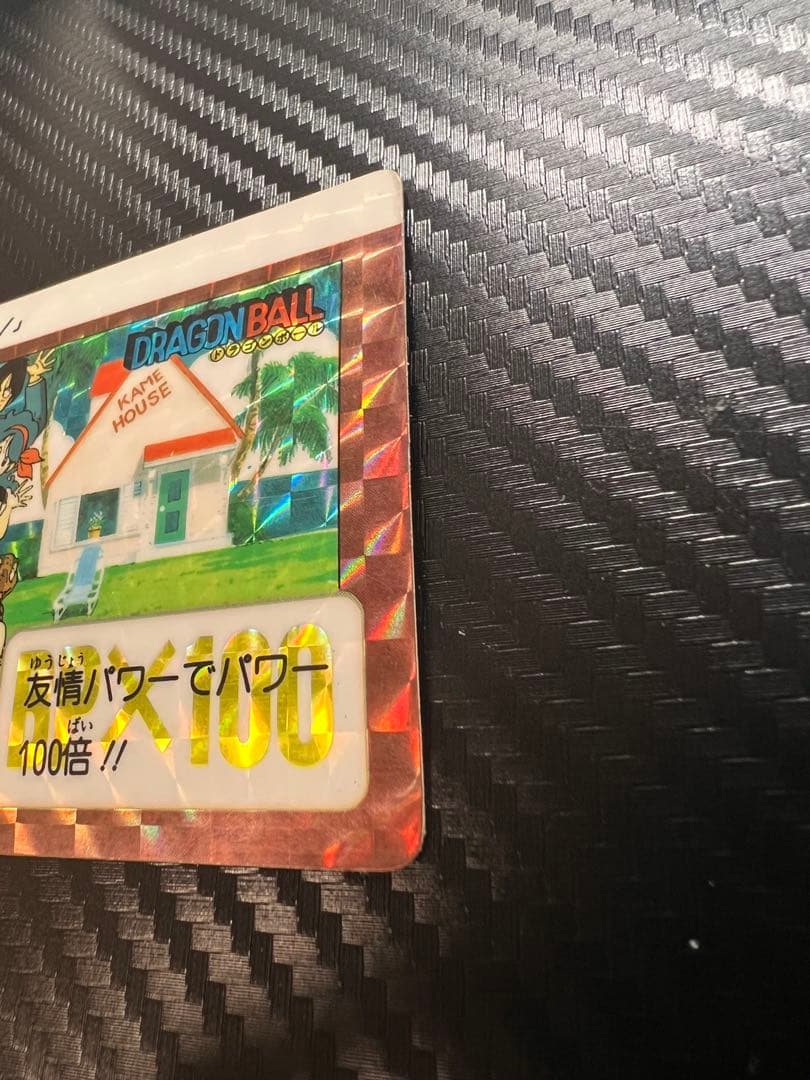 DRAGON BALL
ドラゴンボール
KAME
HOUSE
ゆうじょう
友情パワーでパワー
ばい
100倍!!
×100